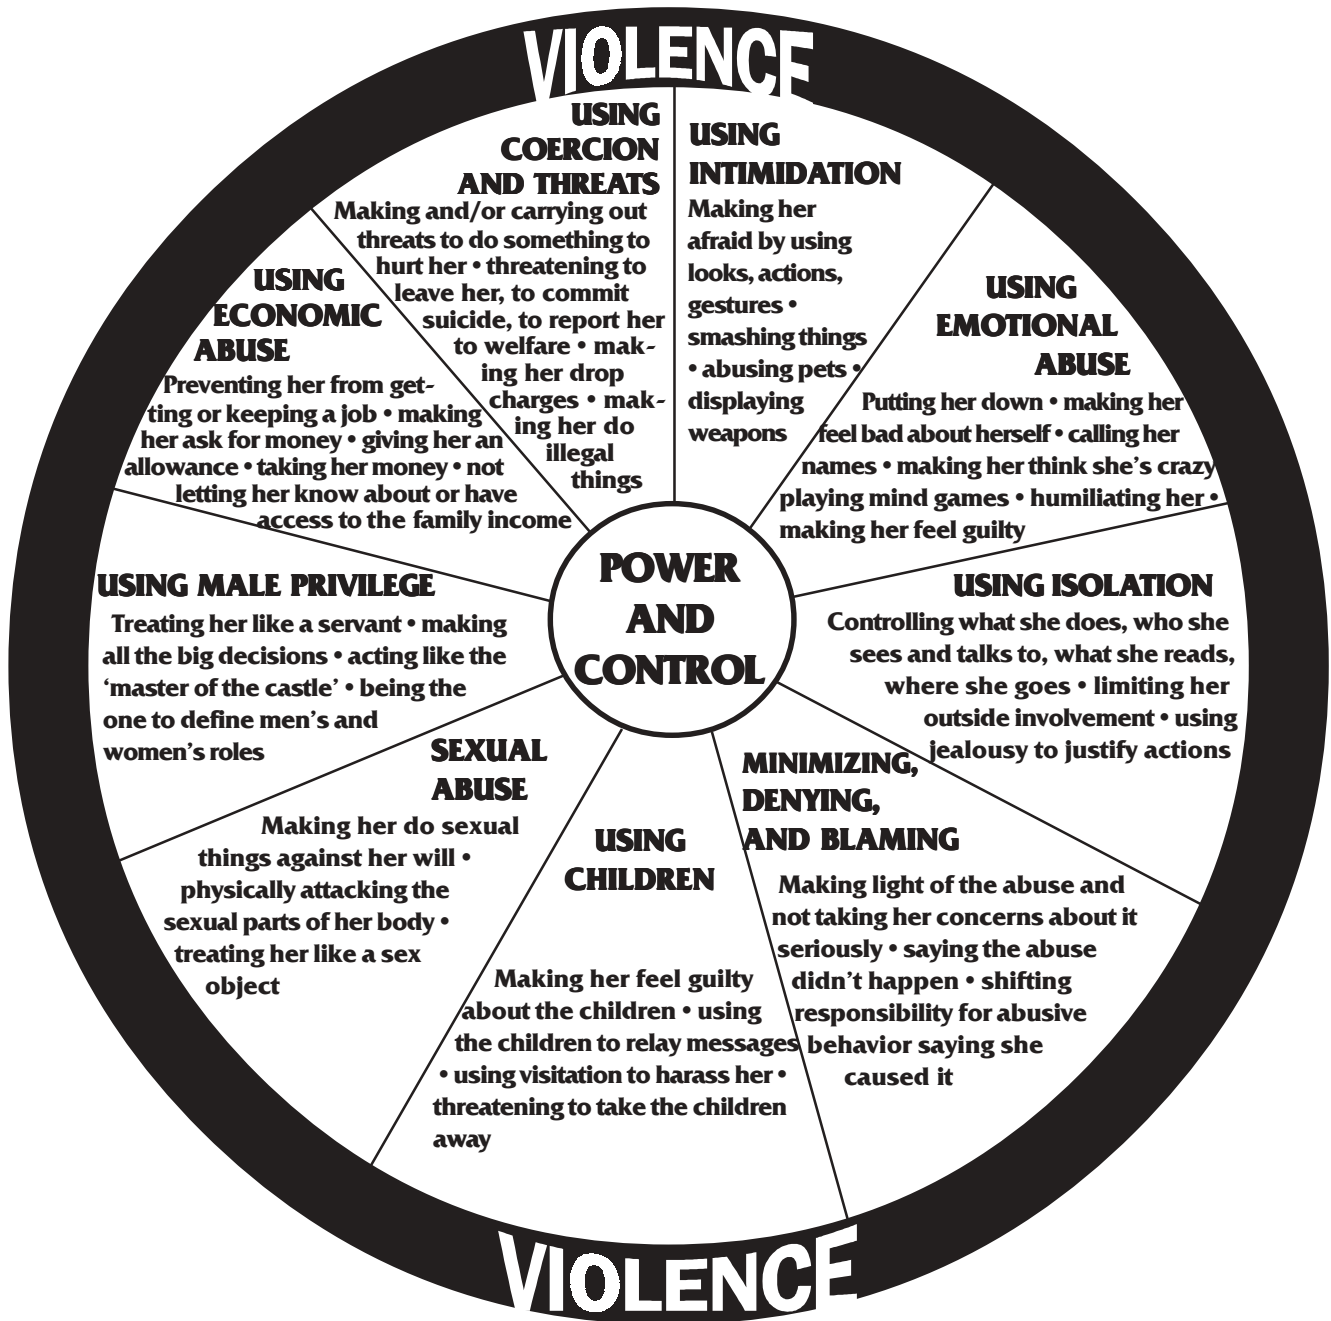 VIOLENCE
USING
COERCION
AND THREATS
Making and/or carrying out
threats to do something to
hurt her • threatening to
leave her, to commit
suicide, to report her
to welfare • mak-
ing her drop
charges • mak-
ing her do
illegal
things
USING
INTIMIDATION
Making her
afraid by using
looks, actions,
gestures •
smashing things
• abusing pets •
displaying
weapons
USING
EMOTIONAL
ABUSE
Putting her down • making her
feel bad about herself • calling her
names • making her think she's crazy
playing mind games • humiliating her •
making her feel guilty
USING ISOLATION
Controlling what she does, who she
sees and talks to, what she reads,
where she goes • limiting her
outside involvement • using
jealousy to justify actions
MINIMIZING,
DENYING,
AND BLAMING
Making light of the abuse and
not taking her concerns about it
seriously • saying the abuse
didn't happen • shifting
responsibility for abusive
behavior saying she
caused it
USING
CHILDREN
Making her feel guilty
about the children • using
the children to relay messages
• using visitation to harass her •
threatening to take the children
away
SEXUAL
ABUSE
Making her do sexual
things against her will •
physically attacking the
sexual parts of her body •
treating her like a sex
object
USING MALE PRIVILEGE
Treating her like a servant • making
all the big decisions • acting like the
‘master of the castle’ • being the
one to define men's and
women's roles
USING
ECONOMIC
ABUSE
Preventing her from get-
ting or keeping a job • making
her ask for money • giving her an
allowance • taking her money • not
letting her know about or have
access to the family income
POWER
AND
CONTROL
VIOLENCE